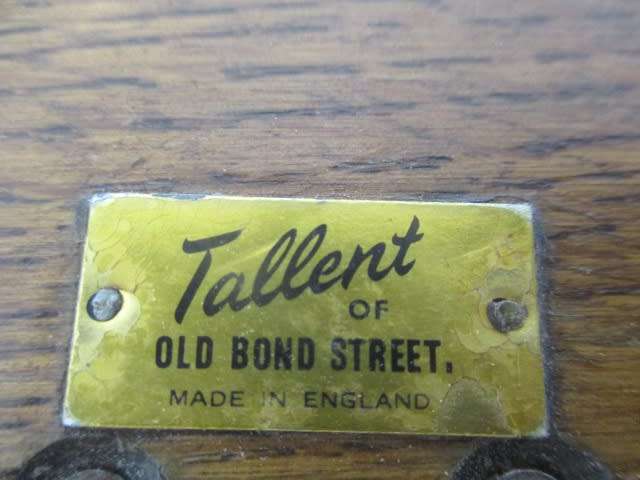 Tallent
OF
OLD BOND STREET.
MADE IN ENGLAND